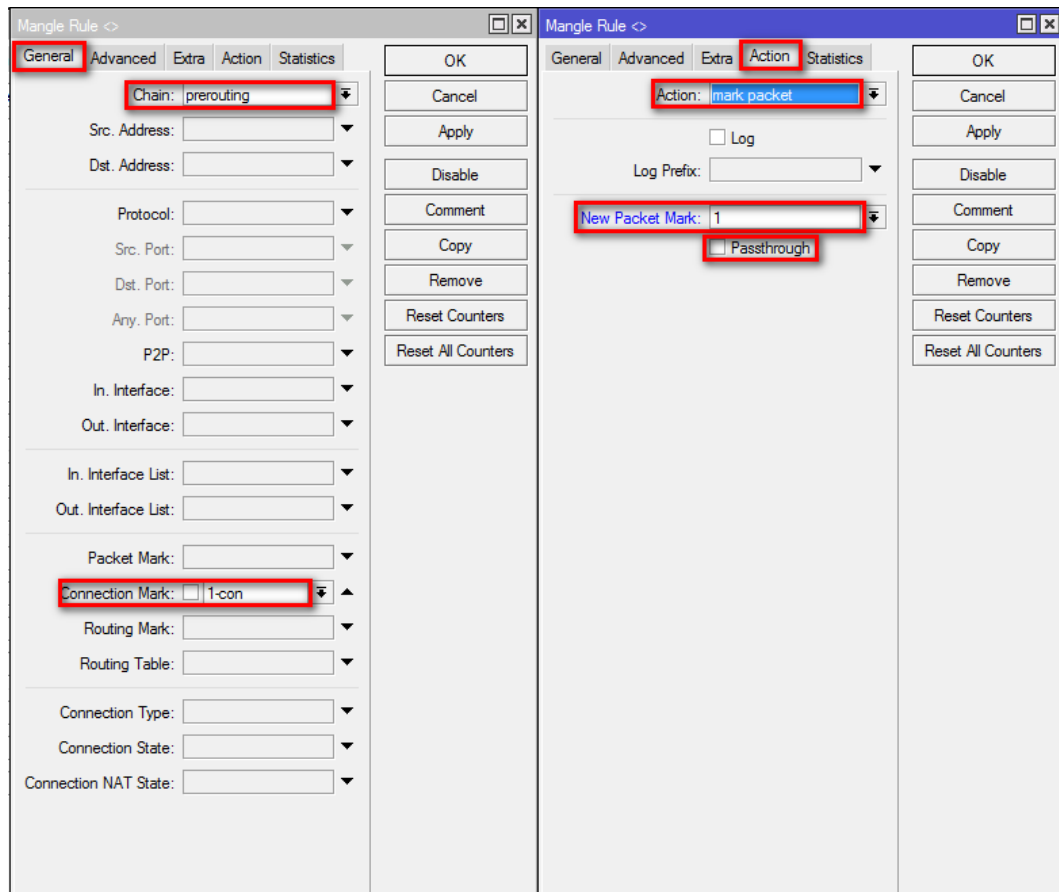 Mangle Rule <>
General Advanced Extra Action Statistics
Chain: prerouting
Src. Address:
Dst. Address:
Protocol:
Src. Port:
Dst. Port:
Any. Port:
P2P:
In. Interface:
Out. Interface:
In. Interface List:
Out. Interface List:
Packet Mark:
Connection Mark: 1-con
Routing Mark:
Routing Table:
Connection Type:
Connection State:
Connection NAT State:
OK
Cancel
Apply
Disable
Comment
Copy
Remove
Reset Counters
Reset All Counters
Mangle Rule <>
General Advanced Extra Action Statistics
Action: mark packet
Log
Log Prefix:
New Packet Mark: 1
Passthrough
OK
Cancel
Apply
Disable
Comment
Copy
Remove
Reset Counters
Reset All Counters